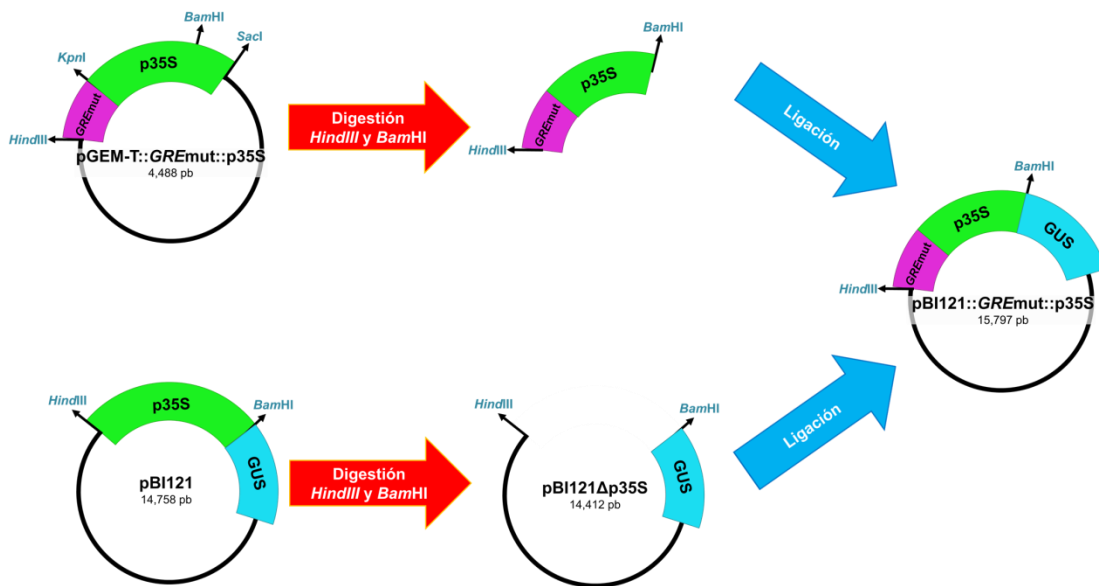 BamHI
SacI
KpnI
p35S
GREmut
HindIII
pGEM-T::GREmut::p35S
4,488 pb
Digestión
HindIII y BamHI
BamHI
p35S
GREmut
HindIII
Ligación
BamHI
p35S
GUS
GREmut
HindIII
pBI121::GREmut::p35S
15,797 pb
HindIII
p35S
BamHI
GUS
pBI121
14,758 pb
Digestión
HindIII y BamHI
HindIII
BamHI
GUS
pBI121Δp35S
14,412 pb
Ligación